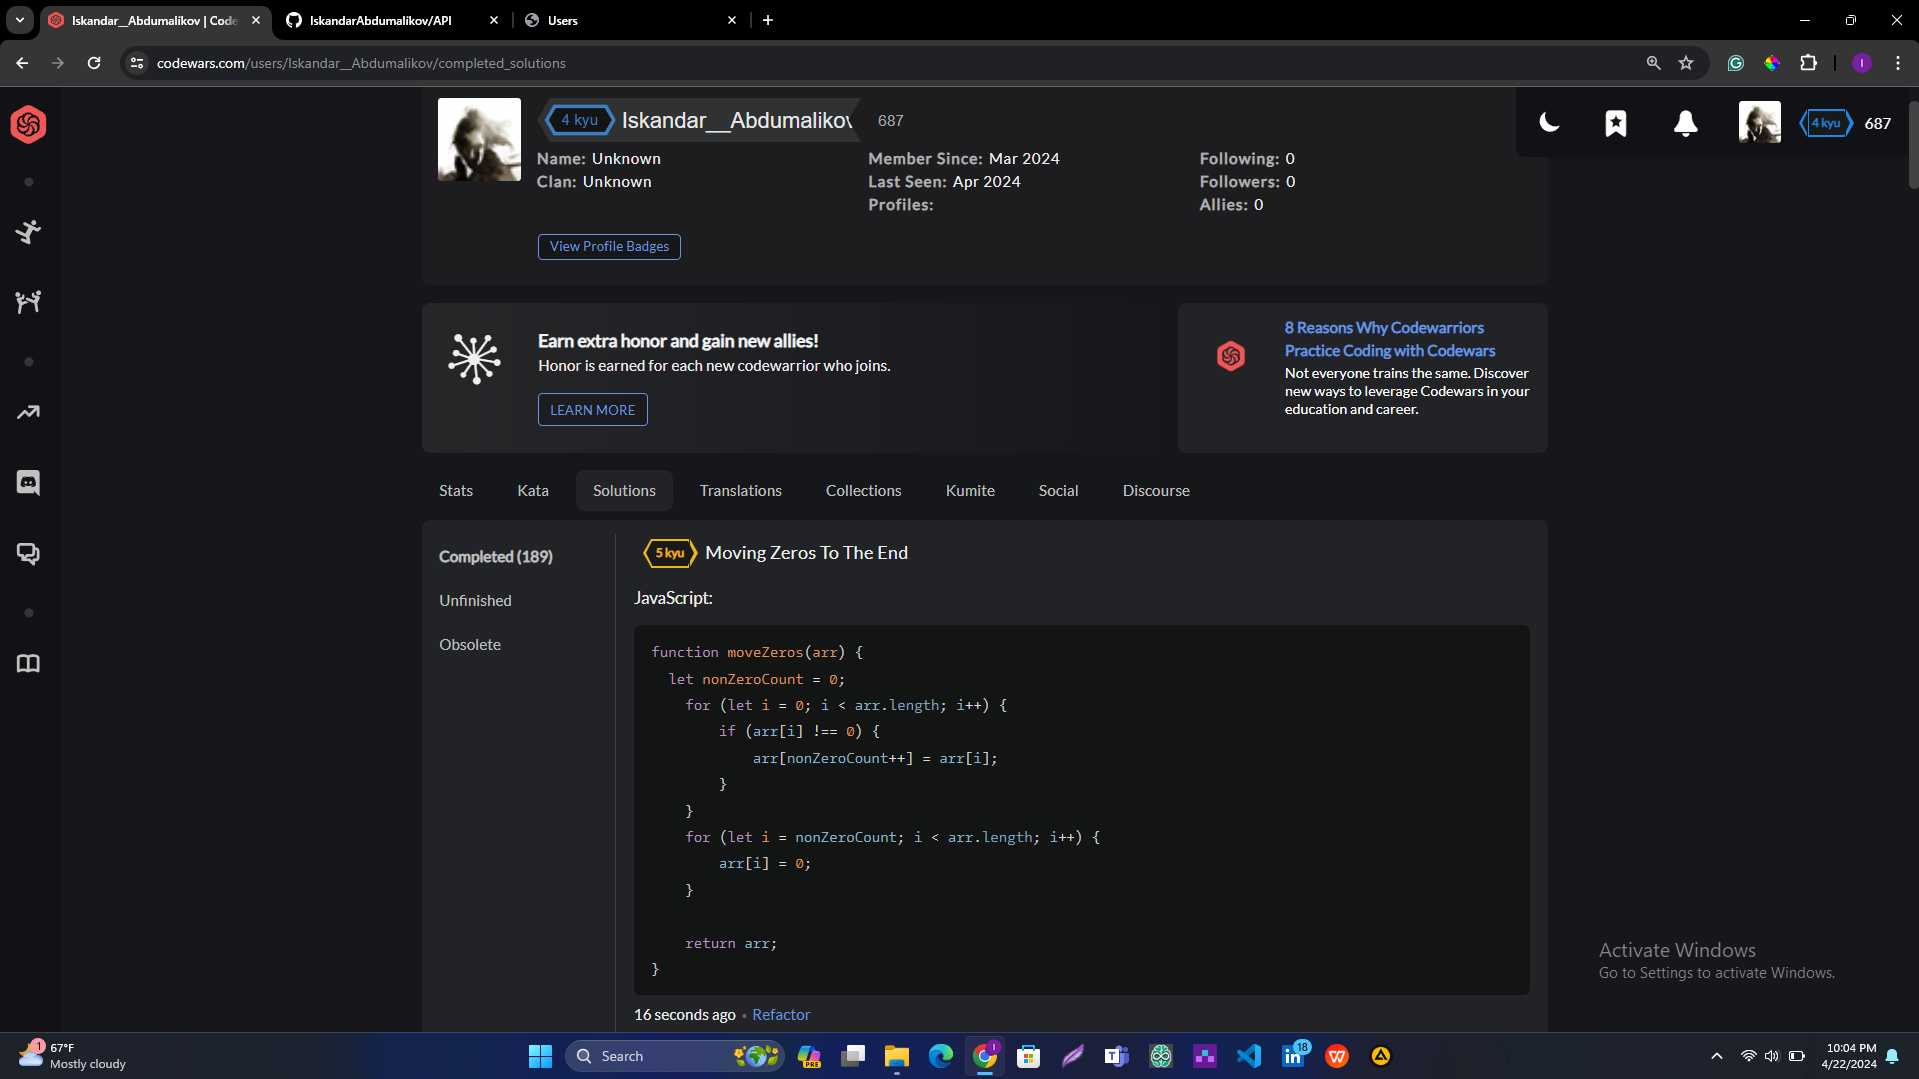 Iskandar__Abdumalikov | Code
IskandarAbdumalikov/API
Users
codewars.com/users/Iskandar__Abdumalikov/completed_solutions
4 kyu
Iskandar__Abdumalikov
687
4 kyu
687
Name: Unknown
Member Since: Mar 2024
Following: 0
Clan: Unknown
Last Seen: Apr 2024
Followers: 0
Profiles:
Allies: 0
View Profile Badges
Earn extra honor and gain new allies!
Honor is earned for each new codewarrior who joins.
LEARN MORE
8 Reasons Why Codewarriors
Practice Coding with Codewars
Not everyone trains the same. Discover
new ways to leverage Codewars in your
education and career.
Stats
Kata
Solutions
Translations
Collections
Kumite
Social
Discourse
Completed (189)
Unfinished
Obsolete
5 kyu
Moving Zeros To The End
JavaScript:
function moveZeros(arr) {
let nonZeroCount = 0;
for (let i = 0; i < arr.length; i++) {
if (arr[i] !== 0) {
arr[nonZeroCount++] = arr[i];
}
}
for (let i = nonZeroCount; i < arr.length; i++) {
arr[i] = 0;
}
return arr;
}
16 seconds ago • Refactor
Activate Windows
Go to Settings to activate Windows.
1
67°F
Mostly cloudy
Search
PRE
18
10:04 PM
4/22/2024